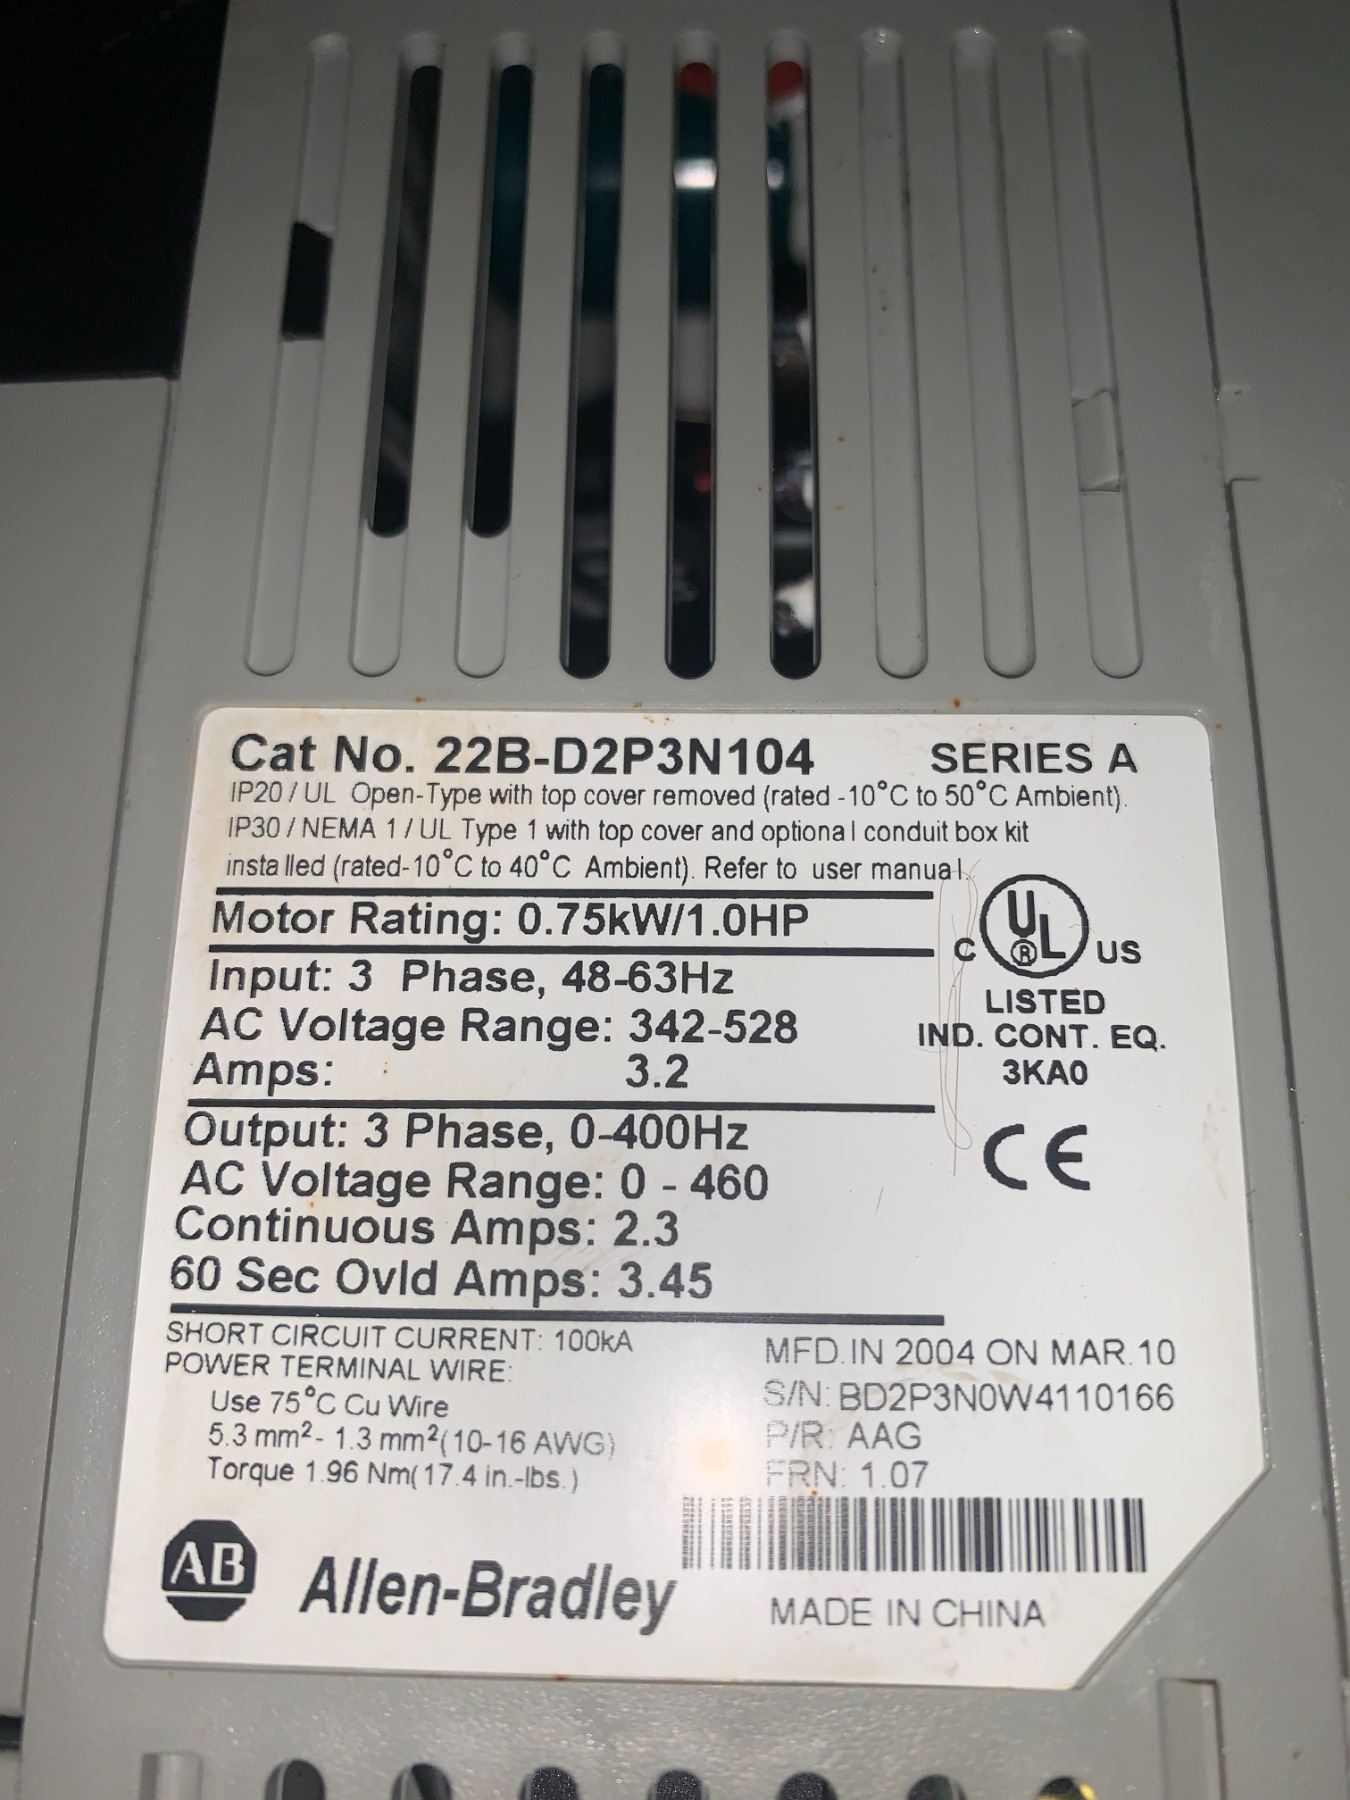 Cat No. 22B-D2P3N104 SERIES A
IP20 / UL Open-Type with top cover removed (rated -10°C to 50°C Ambient).
IP30 / NEMA 1 / UL Type 1 with top cover and optional conduit box kit
installed (rated-10°C to 40°C Ambient). Refer to user manual.
Motor Rating: 0.75kW/1.0HP
Input: 3 Phase, 48-63Hz
AC Voltage Range: 342-528
Amps: 3.2
C UL ® US
LISTED
IND. CONT. EQ.
3KA0
CE
Output: 3 Phase, 0-400Hz
AC Voltage Range: 0 - 460
Continuous Amps: 2.3
60 Sec Ovld Amps: 3.45
SHORT CIRCUIT CURRENT: 100kA
POWER TERMINAL WIRE:
Use 75°C Cu Wire
5.3 mm²- 1.3 mm²(10-16 AWG)
Torque 1.96 Nm(17.4 in.-lbs.)
MFD.IN 2004 ON MAR.10
S/N: BD2P3N0W4110166
P/R: AAG
FRN: 1.07
AB Allen-Bradley
MADE IN CHINA